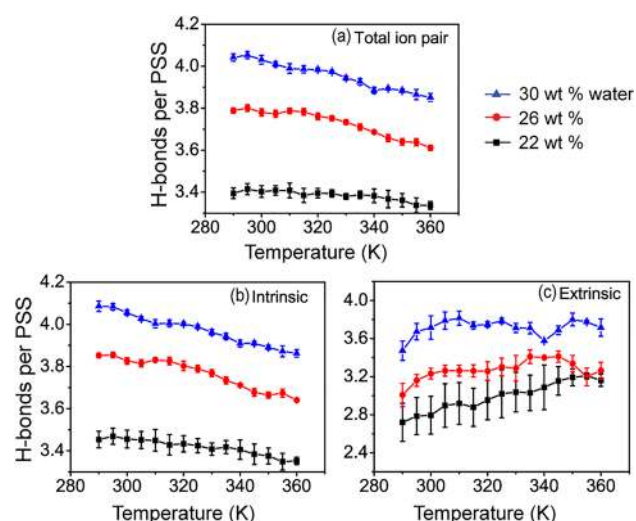 (a) Total ion pair
H-bonds per PSS
4.2
4.0
3.8
3.6
3.4
280 300 320 340 360
Temperature (K)
30 wt % water
26 wt %
22 wt %
(b) Intrinsic
H-bonds per PSS
4.2
4.0
3.8
3.6
3.4
280 300 320 340 360
Temperature (K)
(c) Extrinsic
4.0
3.6
3.2
2.8
2.4
280 300 320 340 360
Temperature (K)